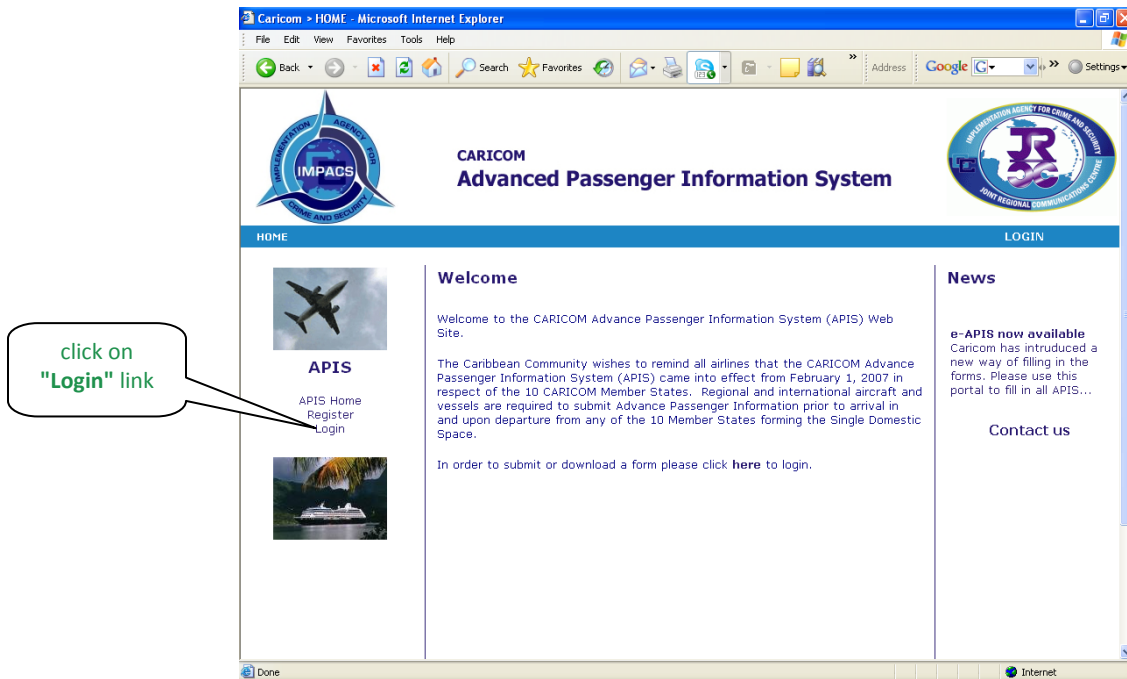 Caricom > HOME - Microsoft Internet Explorer
File Edit View Favorites Tools Help
Back Search Favorites » Address Google G Settings
IMPLEMENTATION AGENCY FOR CRIME AND SECURITY
IMPACS
CARICOM
Advanced Passenger Information System
IMPLEMENTATION AGENCY FOR CRIME AND SECURITY
JOINT REGIONAL COMMUNICATIONS CENTRE
HOME LOGIN
click on
"Login" link
APIS
APIS Home
Register
Login
Welcome
Welcome to the CARICOM Advance Passenger Information System (APIS) Web
Site.
The Caribbean Community wishes to remind all airlines that the CARICOM Advance
Passenger Information System (APIS) came into effect from February 1, 2007 in
respect of the 10 CARICOM Member States. Regional and international aircraft and
vessels are required to submit Advance Passenger Information prior to arrival in
and upon departure from any of the 10 Member States forming the Single Domestic
Space.
In order to submit or download a form please click here to login.
News
e-APIS now available
Caricom has intruduced a
new way of filling in the
forms. Please use this
portal to fill in all APIS...
Contact us
Done Internet